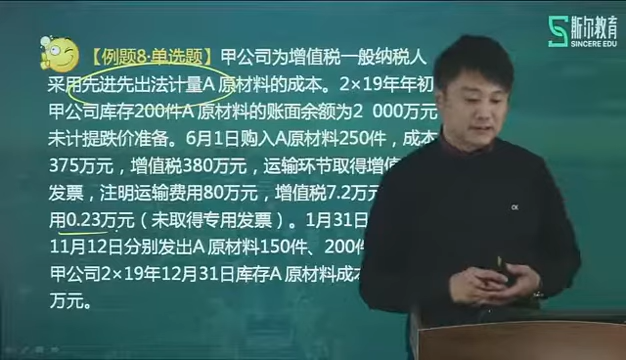 斯尔教育
SINCERE EDU
【例题8·单选题】甲公司为增值税一般纳税人
采用先进先出法计量A 原材料的成本。2×19年年初
甲公司库存200件A 原材料的账面余额为2 000万元
未计提跌价准备。6月1日购入A原材料250件，成本
375万元，增值税380万元，运输环节取得增值
发票，注明运输费用80万元，增值税7.2万元
用0.23万元（未取得专用发票）。1月31日
11月12日分别发出A 原材料150件、200件
甲公司2×19年12月31日库存A 原材料成
万元。